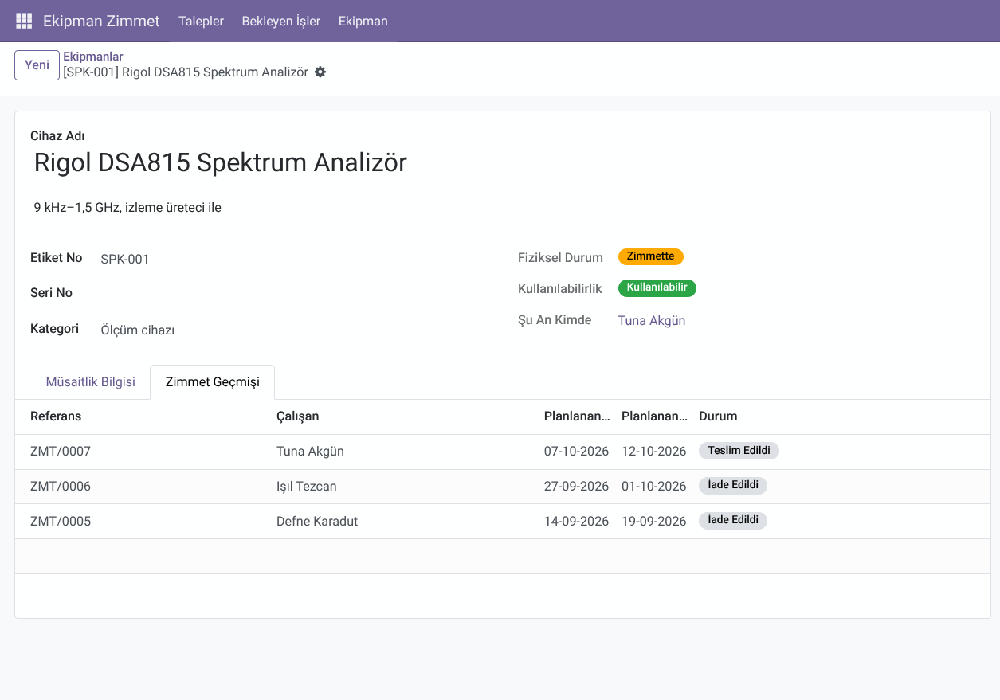 Ekipman Zimmet Talepler Bekleyen İşler Ekipman
Yeni
Ekipmanlar
[SPK-001] Rigol DSA815 Spektrum Analizör
Cihaz Adı
Rigol DSA815 Spektrum Analizör
9 kHz–1,5 GHz, izleme üreteci ile
Etiket No SPK-001
Seri No
Kategori Ölçüm cihazı
Fiziksel Durum Zimmette
Kullanılabilirlik Kullanılabilir
Şu An Kimde Tuna Akgün
Müsaitlik Bilgisi Zimmet Geçmişi
Referans Çalışan Planlanan... Planlanan... Durum
ZMT/0007 Tuna Akgün 07-10-2026 12-10-2026 Teslim Edildi
ZMT/0006 Işıl Tezcan 27-09-2026 01-10-2026 İade Edildi
ZMT/0005 Defne Karadut 14-09-2026 19-09-2026 İade Edildi